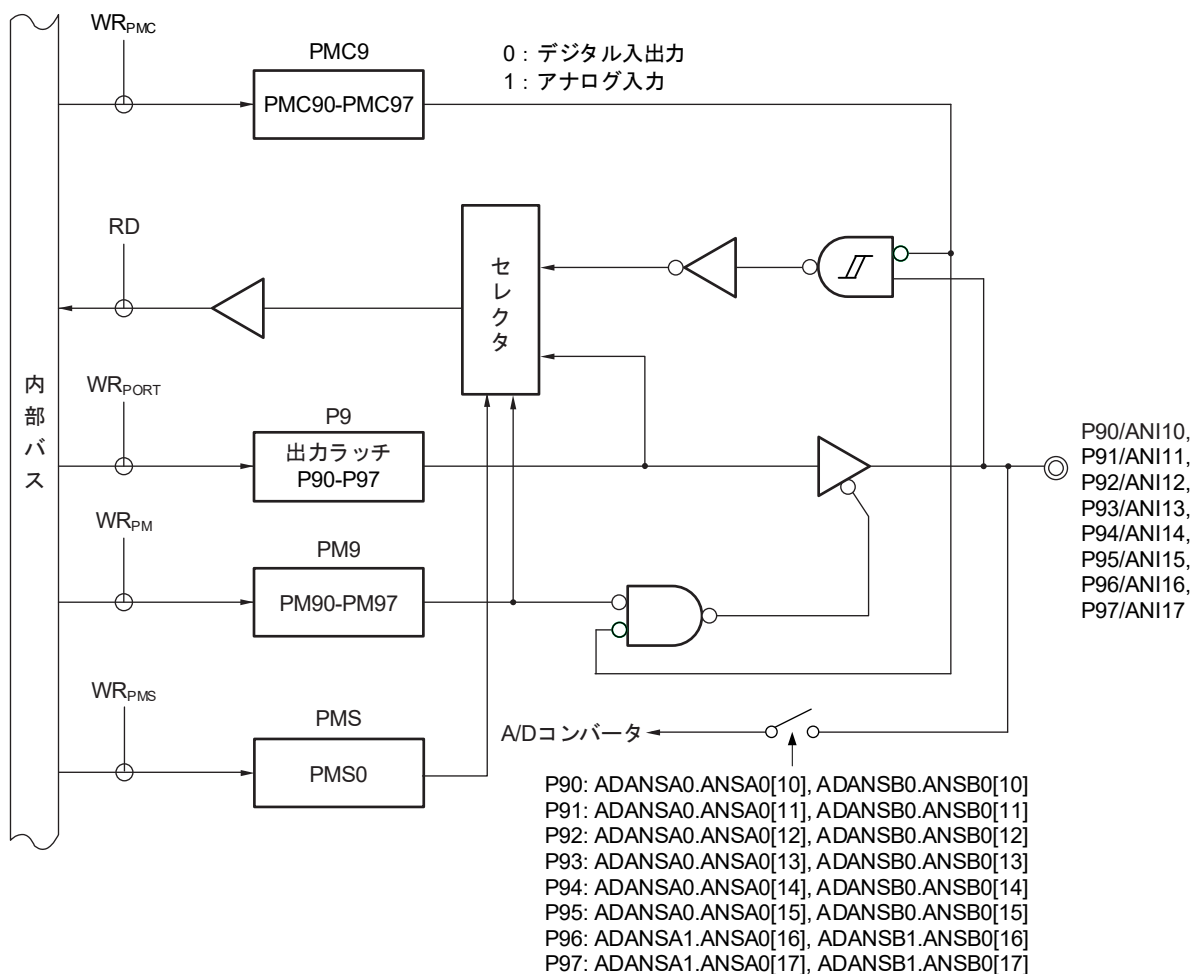 WRPMC
PMC9
0：デジタル入出力
1：アナログ入力
PMC90-PMC97
RD
セレクタ
内部バス
WRPORT
P9
出力ラッチ
P90-P97
WRPM
PM9
PM90-PM97
P90/ANI10,
P91/ANI11,
P92/ANI12,
P93/ANI13,
P94/ANI14,
P95/ANI15,
P96/ANI16,
P97/ANI17
WRPMS
PMS
PMS0
A/Dコンバータ
P90: ADANSA0.ANSA0[10], ADANSB0.ANSB0[10]
P91: ADANSA0.ANSA0[11], ADANSB0.ANSB0[11]
P92: ADANSA0.ANSA0[12], ADANSB0.ANSB0[12]
P93: ADANSA0.ANSA0[13], ADANSB0.ANSB0[13]
P94: ADANSA0.ANSA0[14], ADANSB0.ANSB0[14]
P95: ADANSA0.ANSA0[15], ADANSB0.ANSB0[15]
P96: ADANSA1.ANSA0[16], ADANSB1.ANSB0[16]
P97: ADANSA1.ANSA0[17], ADANSB1.ANSB0[17]